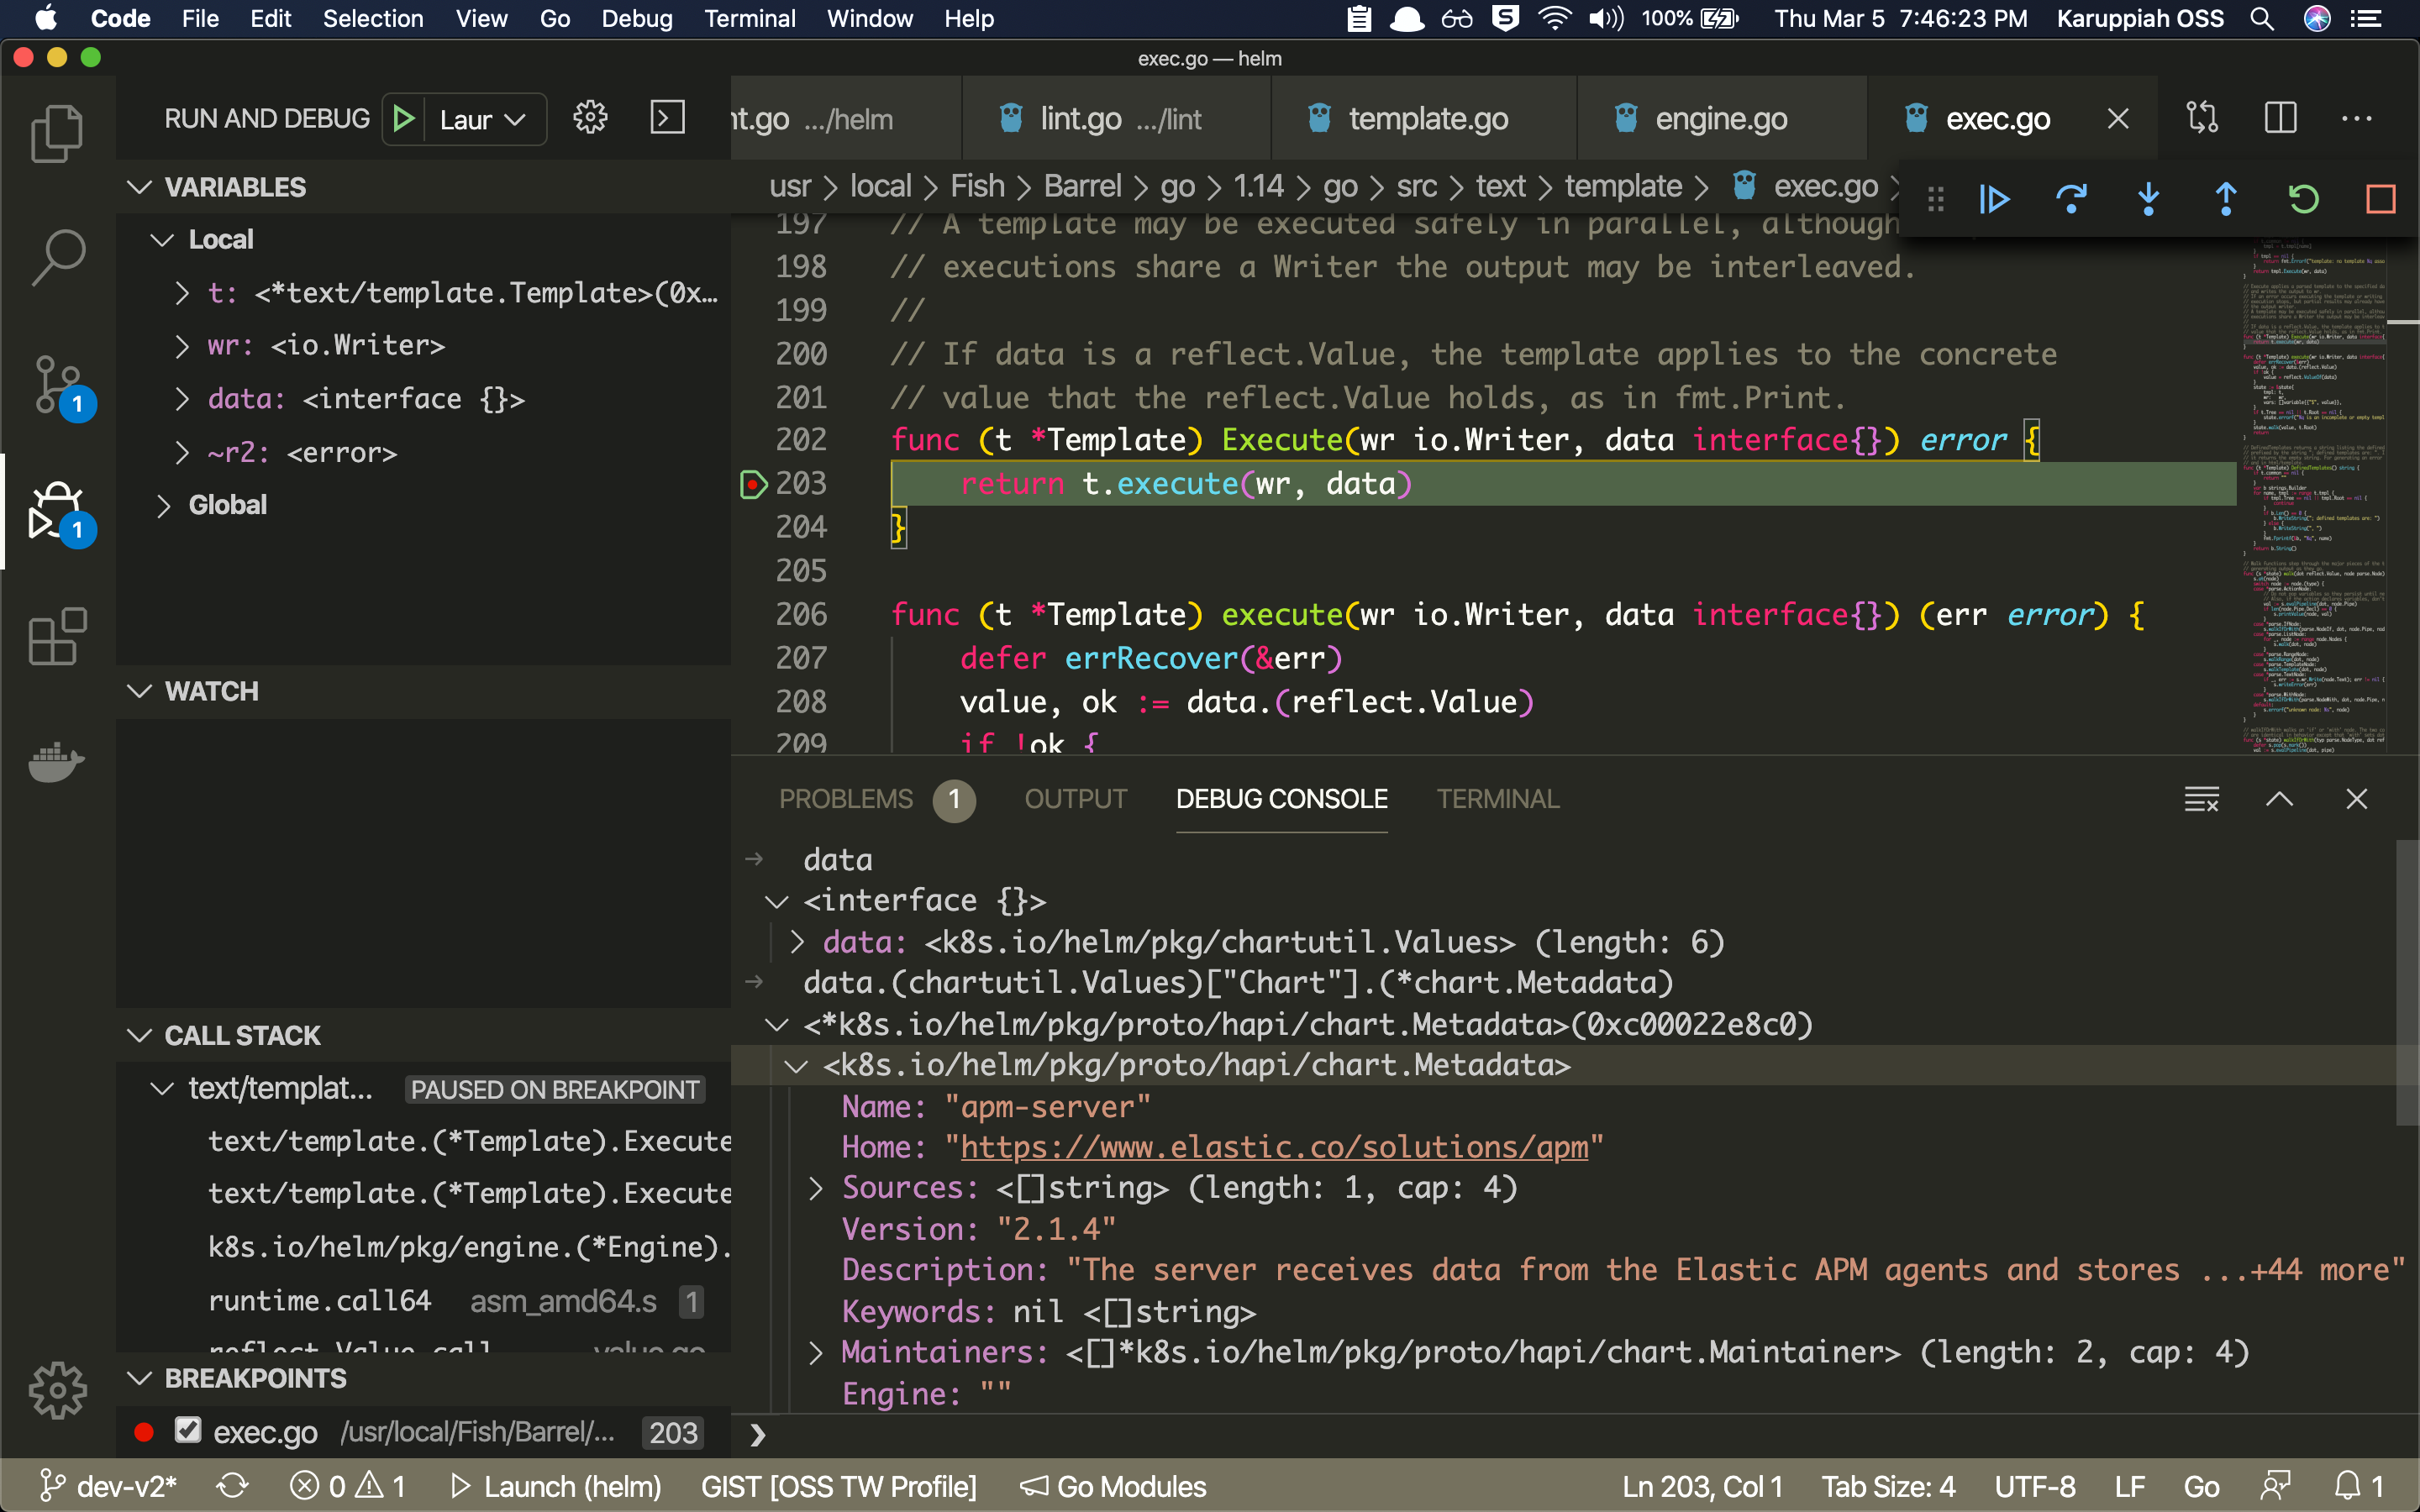 Code File Edit Selection View Go Debug Terminal Window Help 100% Thu Mar 5 7:46:23 PM Karuppiah OSS
exec.go — helm
RUN AND DEBUG Laun
nt.go .../helm lint.go .../lint template.go engine.go exec.go
usr > local > Fish > Barrel > go > 1.14 > go > src > text > template > exec.go >
VARIABLES
Local
t: <*text/template.Template>(0x...
wr: <io.Writer>
data: <interface {}>
~r2: <error>
Global
WATCH
CALL STACK
text/templat... PAUSED ON BREAKPOINT
text/template.(*Template).Execute
text/template.(*Template).Execute
k8s.io/helm/pkg/engine.(*Engine).
runtime.call64 asm_amd64.s 1
reflect.Value.call value.go
BREAKPOINTS
exec.go /usr/local/Fish/Barrel/... 203
1
1
197 // A template may be executed safely in parallel, although
198 // executions share a Writer the output may be interleaved.
199 //
200 // If data is a reflect.Value, the template applies to the concrete
201 // value that the reflect.Value holds, as in fmt.Print.
202 func (t *Template) Execute(wr io.Writer, data interface{}) error {
203 return t.execute(wr, data)
204 }
205
206 func (t *Template) execute(wr io.Writer, data interface{}) (err error) {
207 defer errRecover(&err)
208 value, ok := data.(reflect.Value)
209 if !ok {
PROBLEMS 1 OUTPUT DEBUG CONSOLE TERMINAL
→ data
<interface {}>
data: <k8s.io/helm/pkg/chartutil.Values> (length: 6)
→ data.(chartutil.Values)["Chart"].(*chart.Metadata)
<*k8s.io/helm/pkg/proto/hapi/chart.Metadata>(0xc00022e8c0)
<k8s.io/helm/pkg/proto/hapi/chart.Metadata>
Name: "apm-server"
Home: "https://www.elastic.co/solutions/apm"
Sources: <[]string> (length: 1, cap: 4)
Version: "2.1.4"
Description: "The server receives data from the Elastic APM agents and stores ...+44 more"
Keywords: nil <[]string>
Maintainers: <[]*k8s.io/helm/pkg/proto/hapi/chart.Maintainer> (length: 2, cap: 4)
Engine: ""
dev-v2* 0 1 Launch (helm) GIST [OSS TW Profile] Go Modules Ln 203, Col 1 Tab Size: 4 UTF-8 LF Go 1